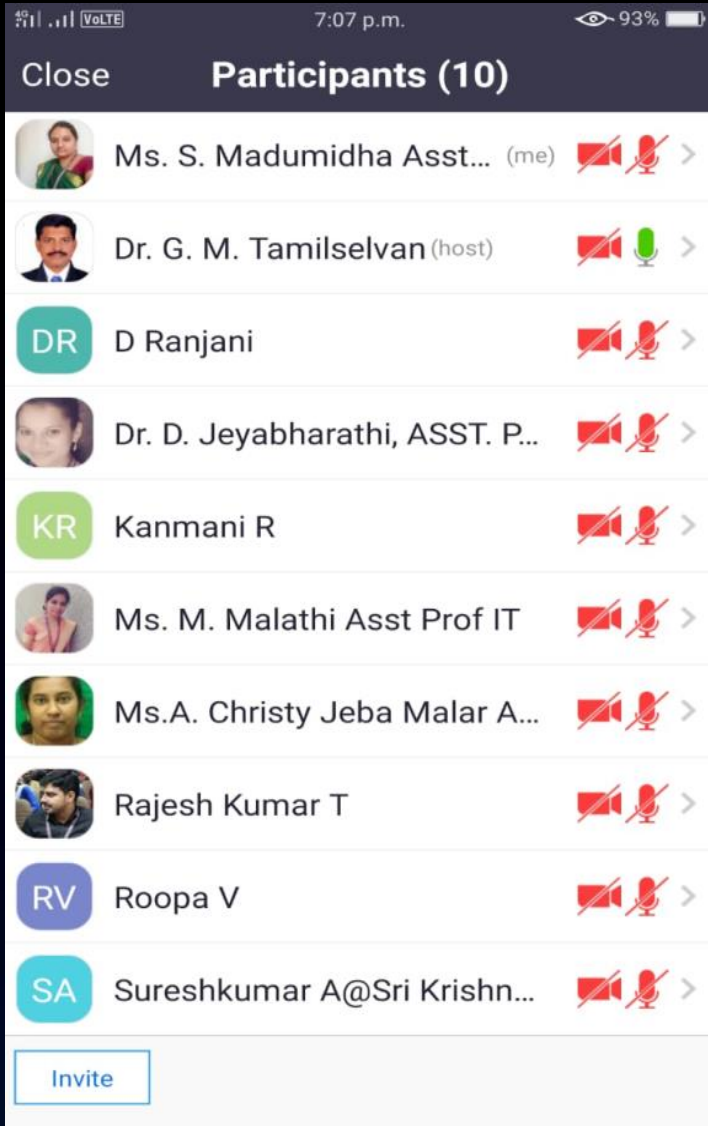 4G VoLTE 7:07 p.m. 93%
Close Participants (10)
Ms. S. Madumidha Asst... (me)
Dr. G. M. Tamilselvan (host)
DR D Ranjani
Dr. D. Jeyabharathi, ASST. P...
KR Kanmani R
Ms. M. Malathi Asst Prof IT
Ms.A. Christy Jeba Malar A...
Rajesh Kumar T
RV Roopa V
SA Sureshkumar A@Sri Krishn...
Invite